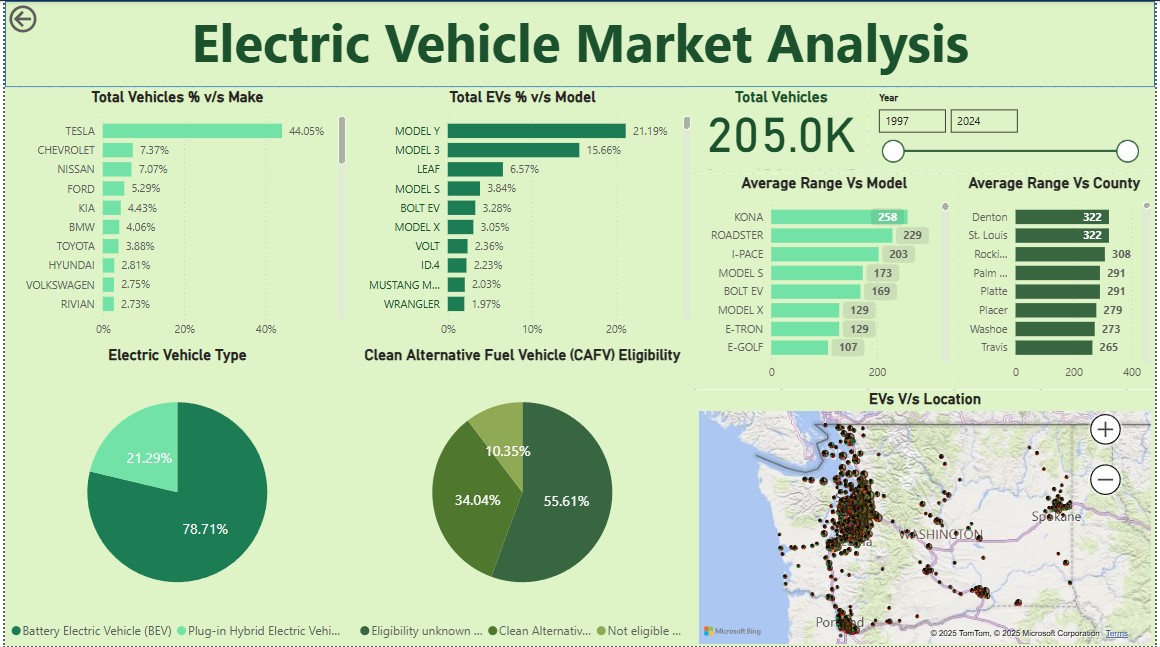 Electric Vehicle Market Analysis
Total Vehicles % v/s Make
TESLA 44.05%
CHEVROLET 7.37%
NISSAN 7.07%
FORD 5.29%
KIA 4.43%
BMW 4.06%
TOYOTA 3.88%
HYUNDAI 2.81%
VOLKSWAGEN 2.75%
RIVIAN 2.73%
0% 20% 40%
Total EVs % v/s Model
MODEL Y 21.19%
MODEL 3 15.66%
LEAF 6.57%
MODEL S 3.84%
BOLT EV 3.28%
MODEL X 3.05%
VOLT 2.36%
ID.4 2.23%
MUSTANG M... 2.03%
WRANGLER 1.97%
0% 10% 20%
Total Vehicles
205.0K
Year
1997 2024
Average Range Vs Model
KONA 258
ROADSTER 229
I-PACE 203
MODEL S 173
BOLT EV 169
MODEL X 129
E-TRON 129
E-GOLF 107
0 200
Average Range Vs County
Denton 322
St. Louis 322
Rocki... 308
Palm ... 291
Platte 291
Placer 279
Washoe 273
Travis 265
0 200 400
Electric Vehicle Type
21.29%
78.71%
Battery Electric Vehicle (BEV) Plug-in Hybrid Electric Vehi...
Clean Alternative Fuel Vehicle (CAFV) Eligibility
10.35%
34.04% 55.61%
Eligibility unknown ... Clean Alternativ... Not eligible ...
EVs V/s Location
Spokane
WASHINGTON
Portland
Microsoft Bing
© 2025 TomTom, © 2025 Microsoft Corporation Terms